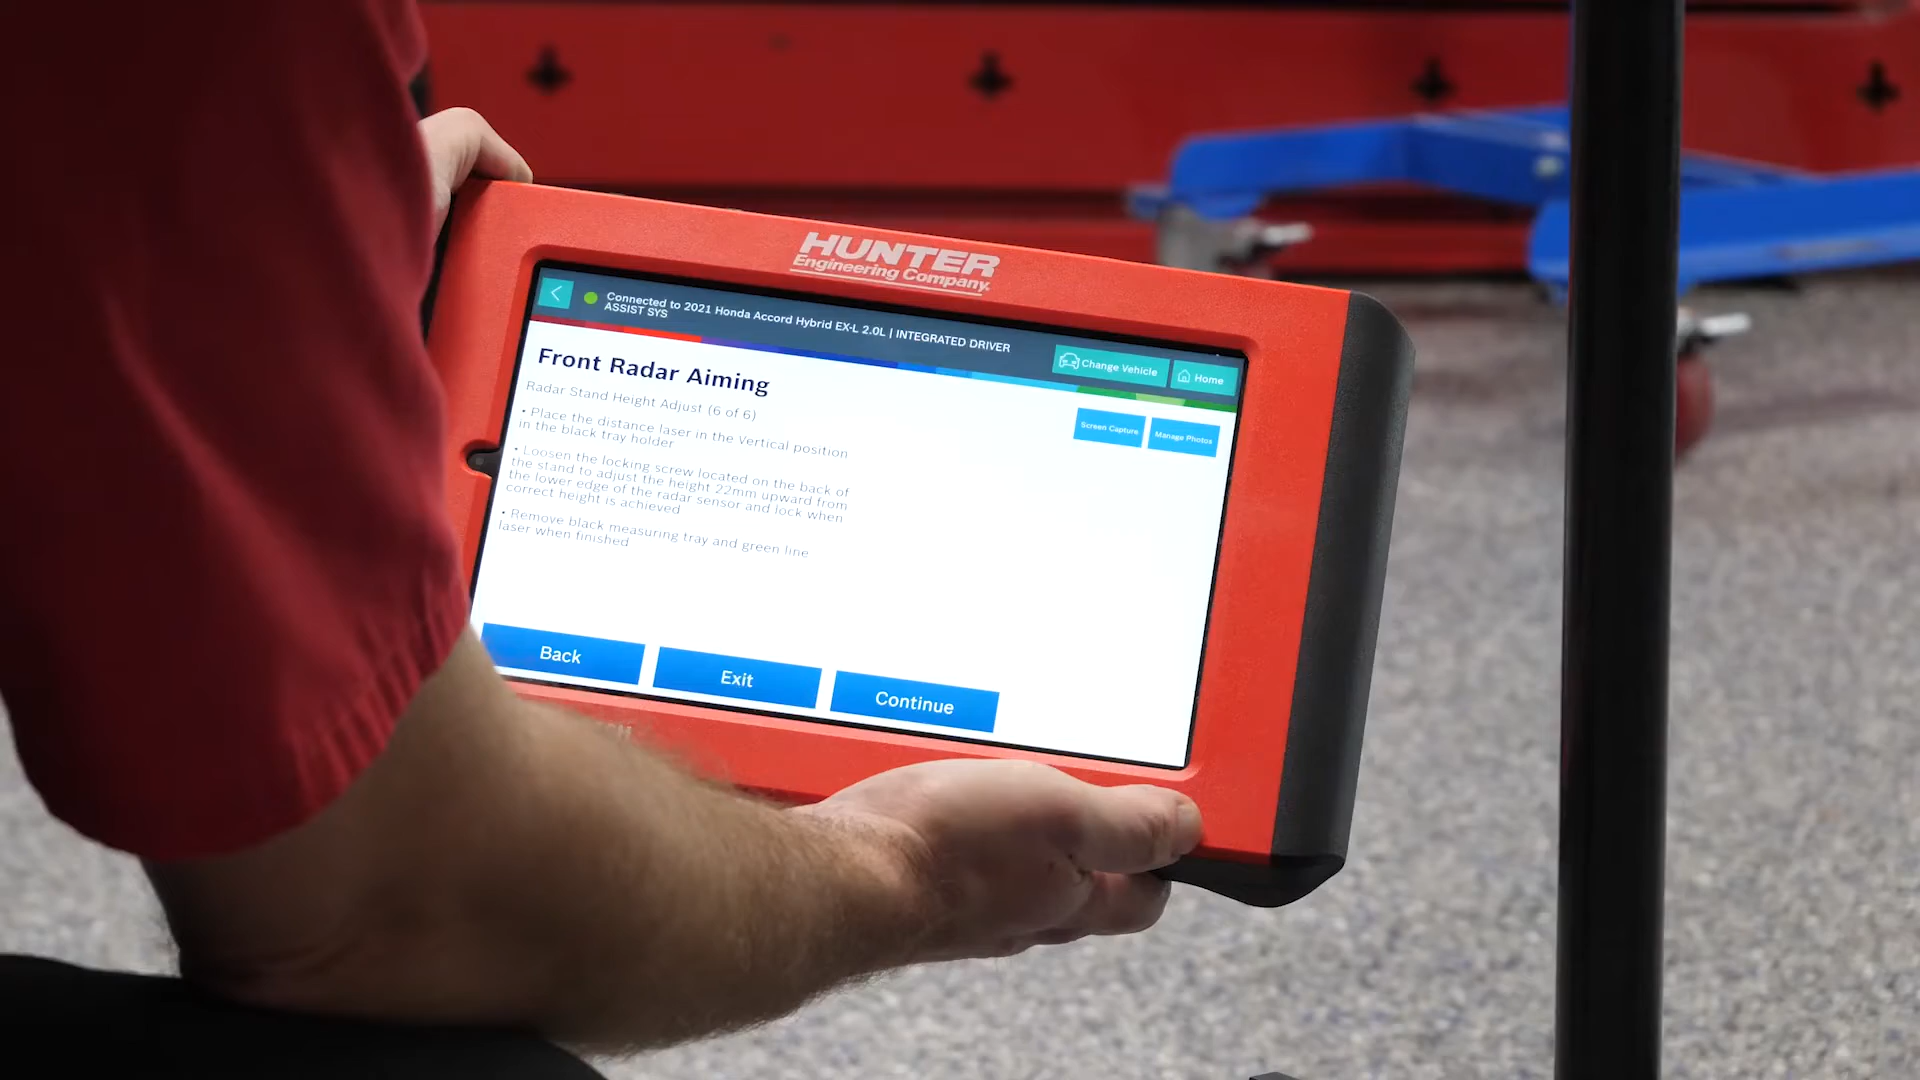 HUNTER
Engineering Company
Connected to 2021 Honda Accord Hybrid EX-L 2.0L | INTEGRATED DRIVER
ASSIST SYS
Change Vehicle
Home
Front Radar Aiming
Radar Stand Height Adjust (6 of 6)
Screen Capture
Manage Photos
• Place the distance laser in the Vertical position
in the black tray holder
• Loosen the locking screw located on the back of
the stand to adjust the height 22mm upward from
the lower edge of the radar sensor and lock when
correct height is achieved
• Remove black measuring tray and green line
laser when finished
Back
Exit
Continue